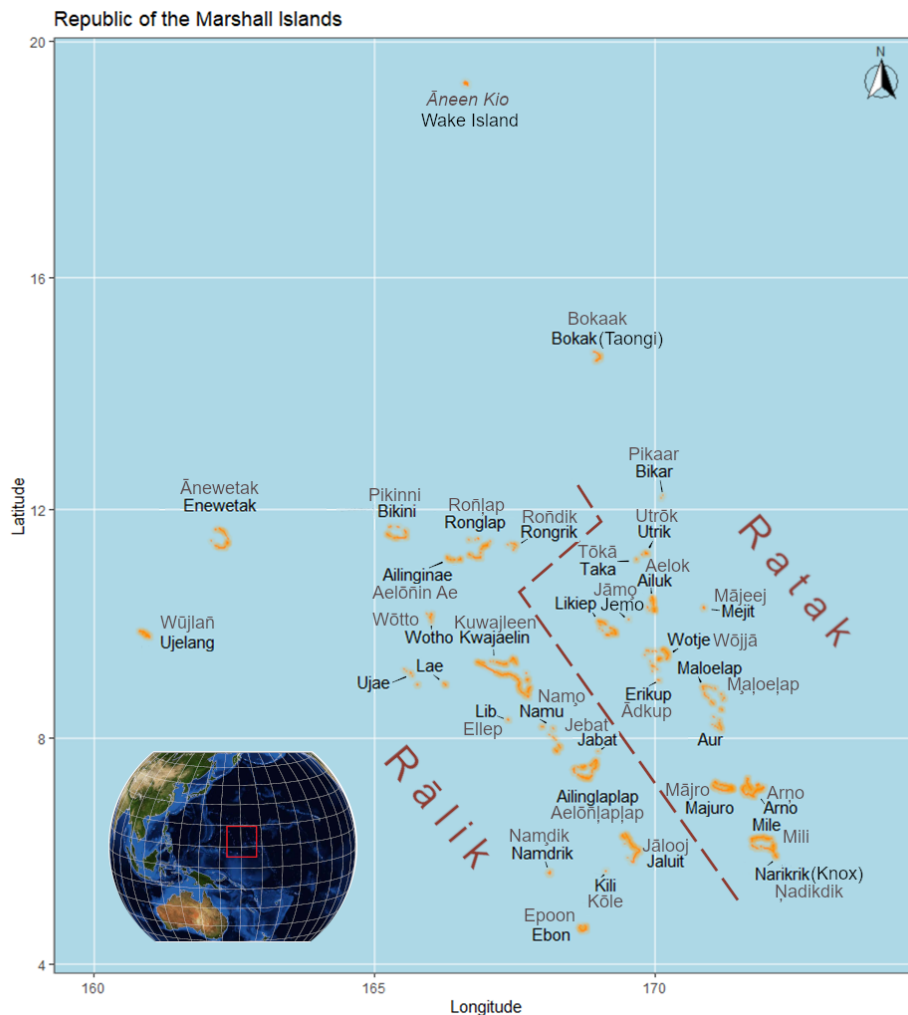 Republic of the Marshall Islands
20
N
Āneen Kio
Wake Island
16
Bokaak
Bokak (Taongi)
Pikaar
Bikar
12
Ānewetak
Enewetak
Pikinni
Bikini
Roñlap
Ronglap
Roñdik
Rongrik
Utrōk
Utrik
Tōkā
Taka
Ratak
Ailinginae
Aelōñin Ae
Aelok
Ailuk
Jāmo̧
Likiep
Jemo
Mājeej
Mejit
Wūjlañ
Ujelang
Wōtto
Wotho
Kuwajleen
Kwajaelin
Wotje
Wōjjā
Lae
Ujae
Maloelap
M̧aļoeļap
Erikup
Ādkup
Namo̧
Namu
Lib
Ellep
Jebat
Jabat
Aur
8
Rālik
Ailinglaplap
Aelōñļapļap
Mājro
Majuro
Arņo
Arno
Mile
Mili
Namdik
Namdrik
Jālooj
Jaluit
Kili
Kōle
Narikrik (Knox)
Ņadikdik
Epoon
Ebon
4
160
165
170
Latitude
Longitude